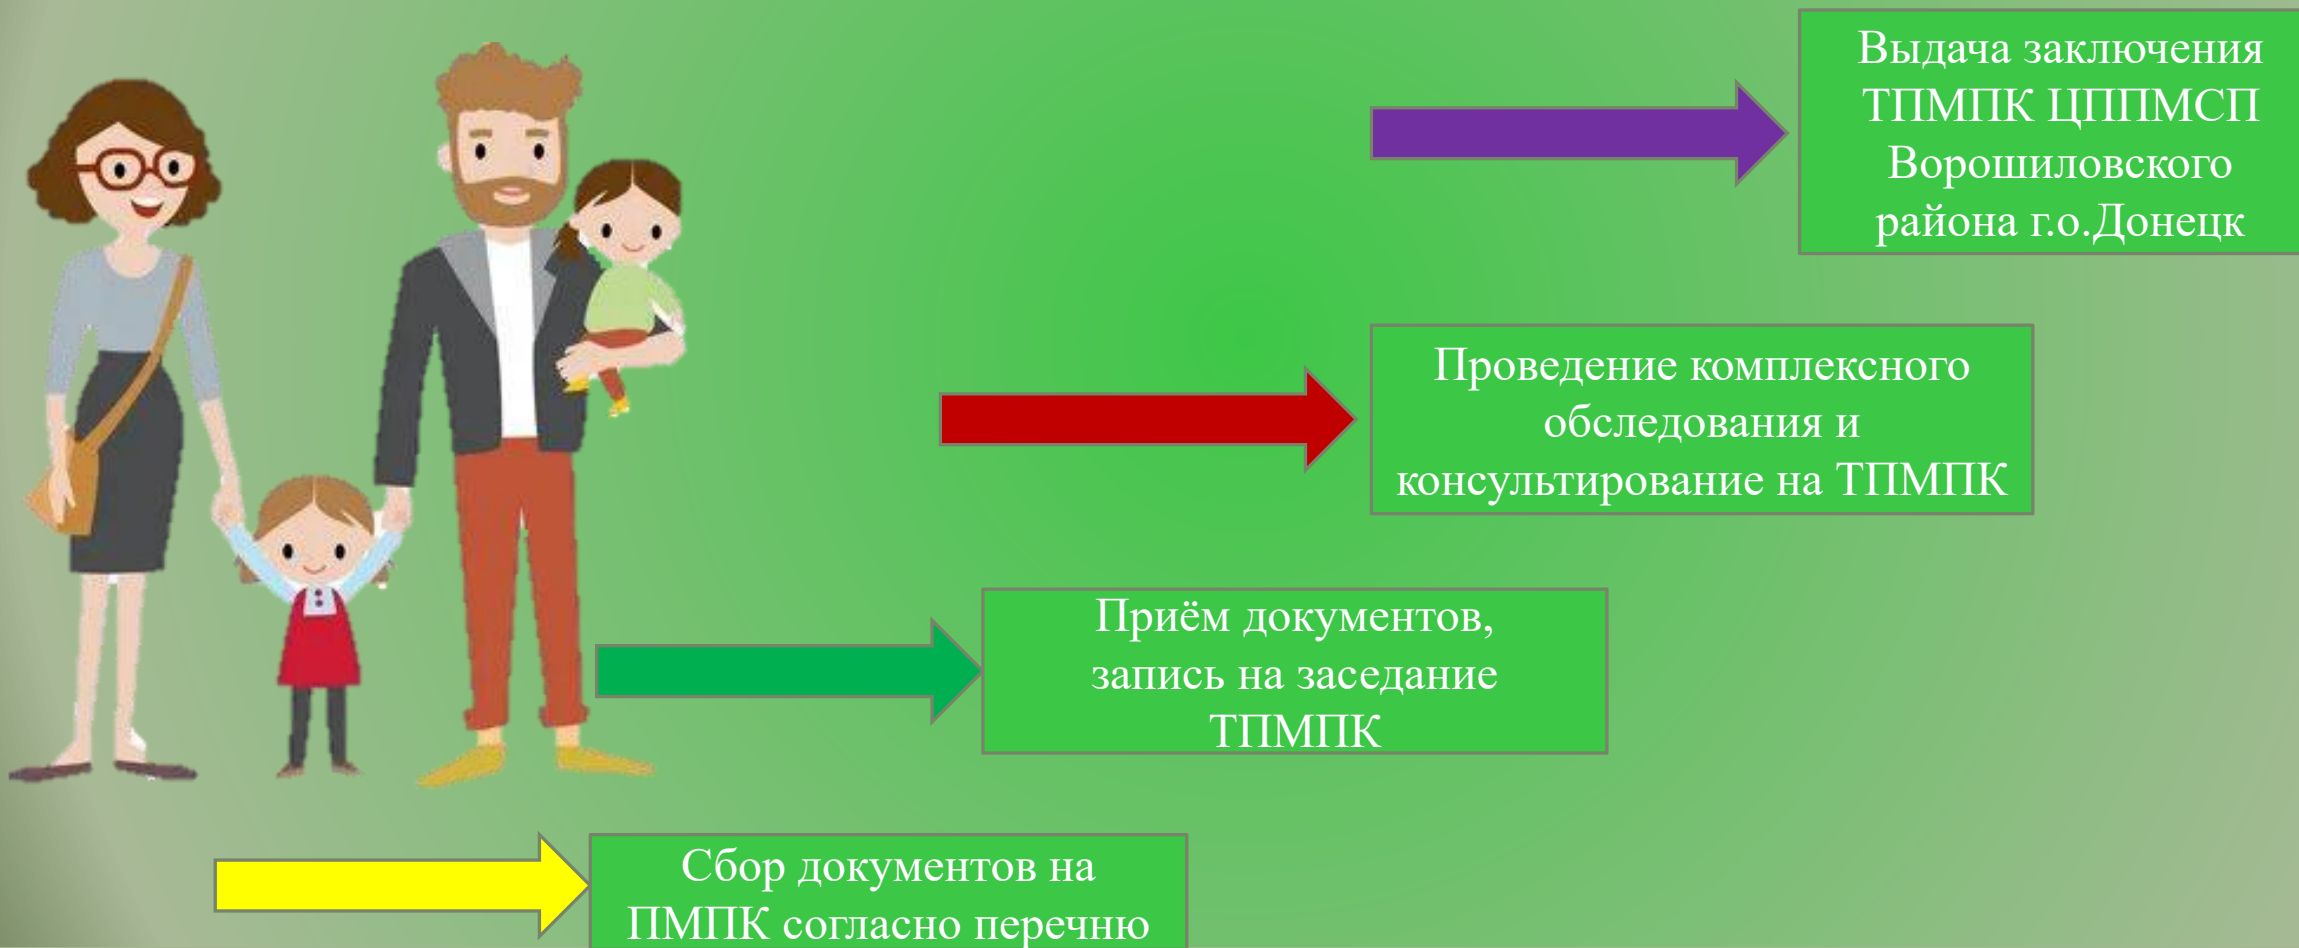 Выдача заключения
ТПМПК ЦППМСП
Ворошиловского
района г.о.Донецк
Проведение комплексного
обследования и
консультирование на ТПМПК
Приём документов,
запись на заседание
ТПМПК
Сбор документов на
ПМПК согласно перечню